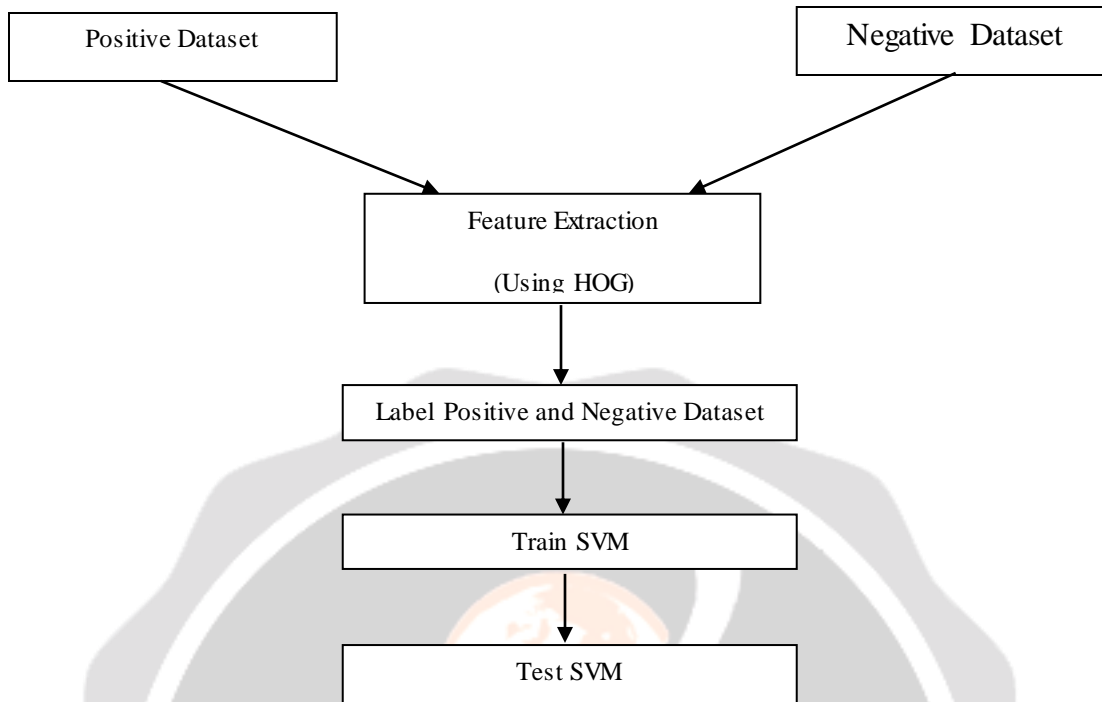 Positive Dataset
Negative Dataset
Feature Extraction
(Using HOG)
Label Positive and Negative Dataset
Train SVM
Test SVM